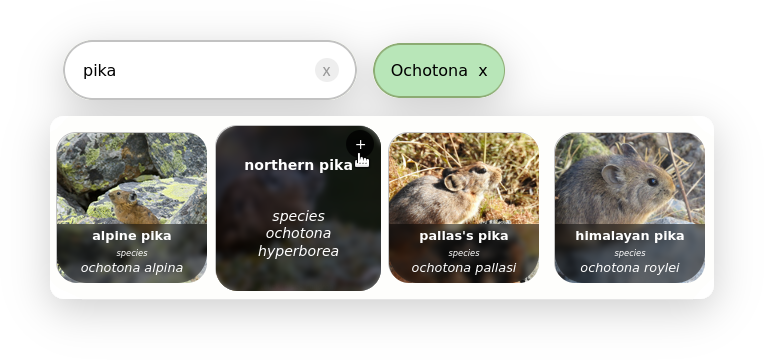 pika x
Ochotona x
alpine pika
species
ochotona alpina
+
northern pika
species
ochotona
hyperborea
pallas's pika
species
ochotona pallasi
himalayan pika
species
ochotona roylei